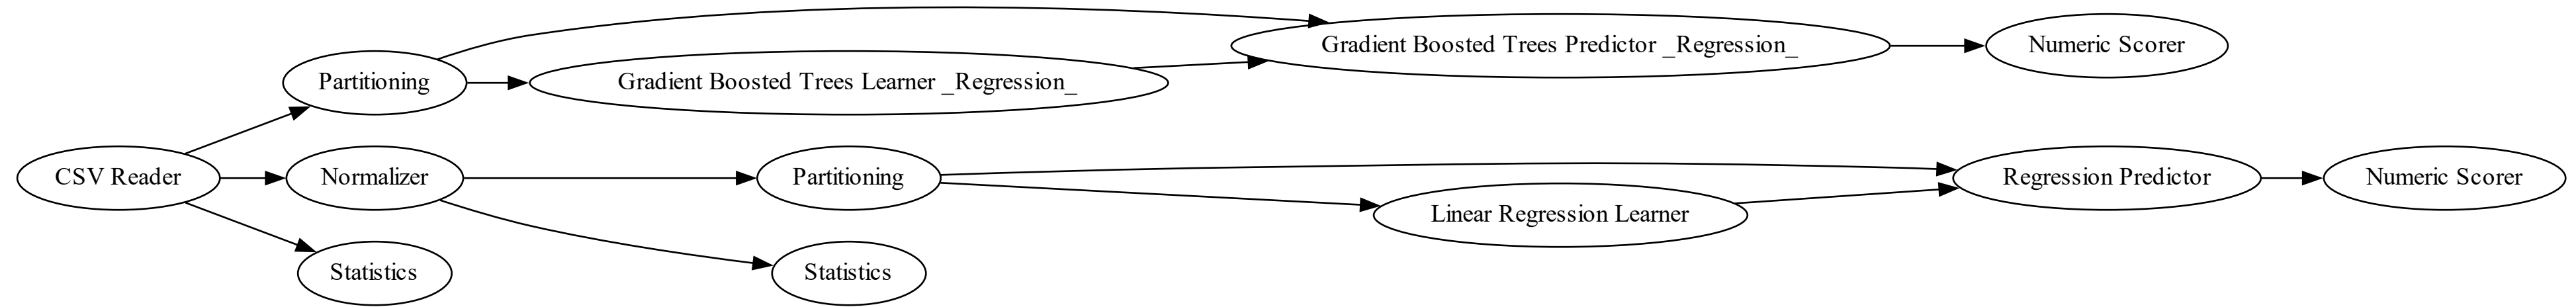 Gradient Boosted Trees Predictor _Regression_
Numeric Scorer
Partitioning
Gradient Boosted Trees Learner _Regression_
CSV Reader
Normalizer
Partitioning
Regression Predictor
Numeric Scorer
Linear Regression Learner
Statistics
Statistics